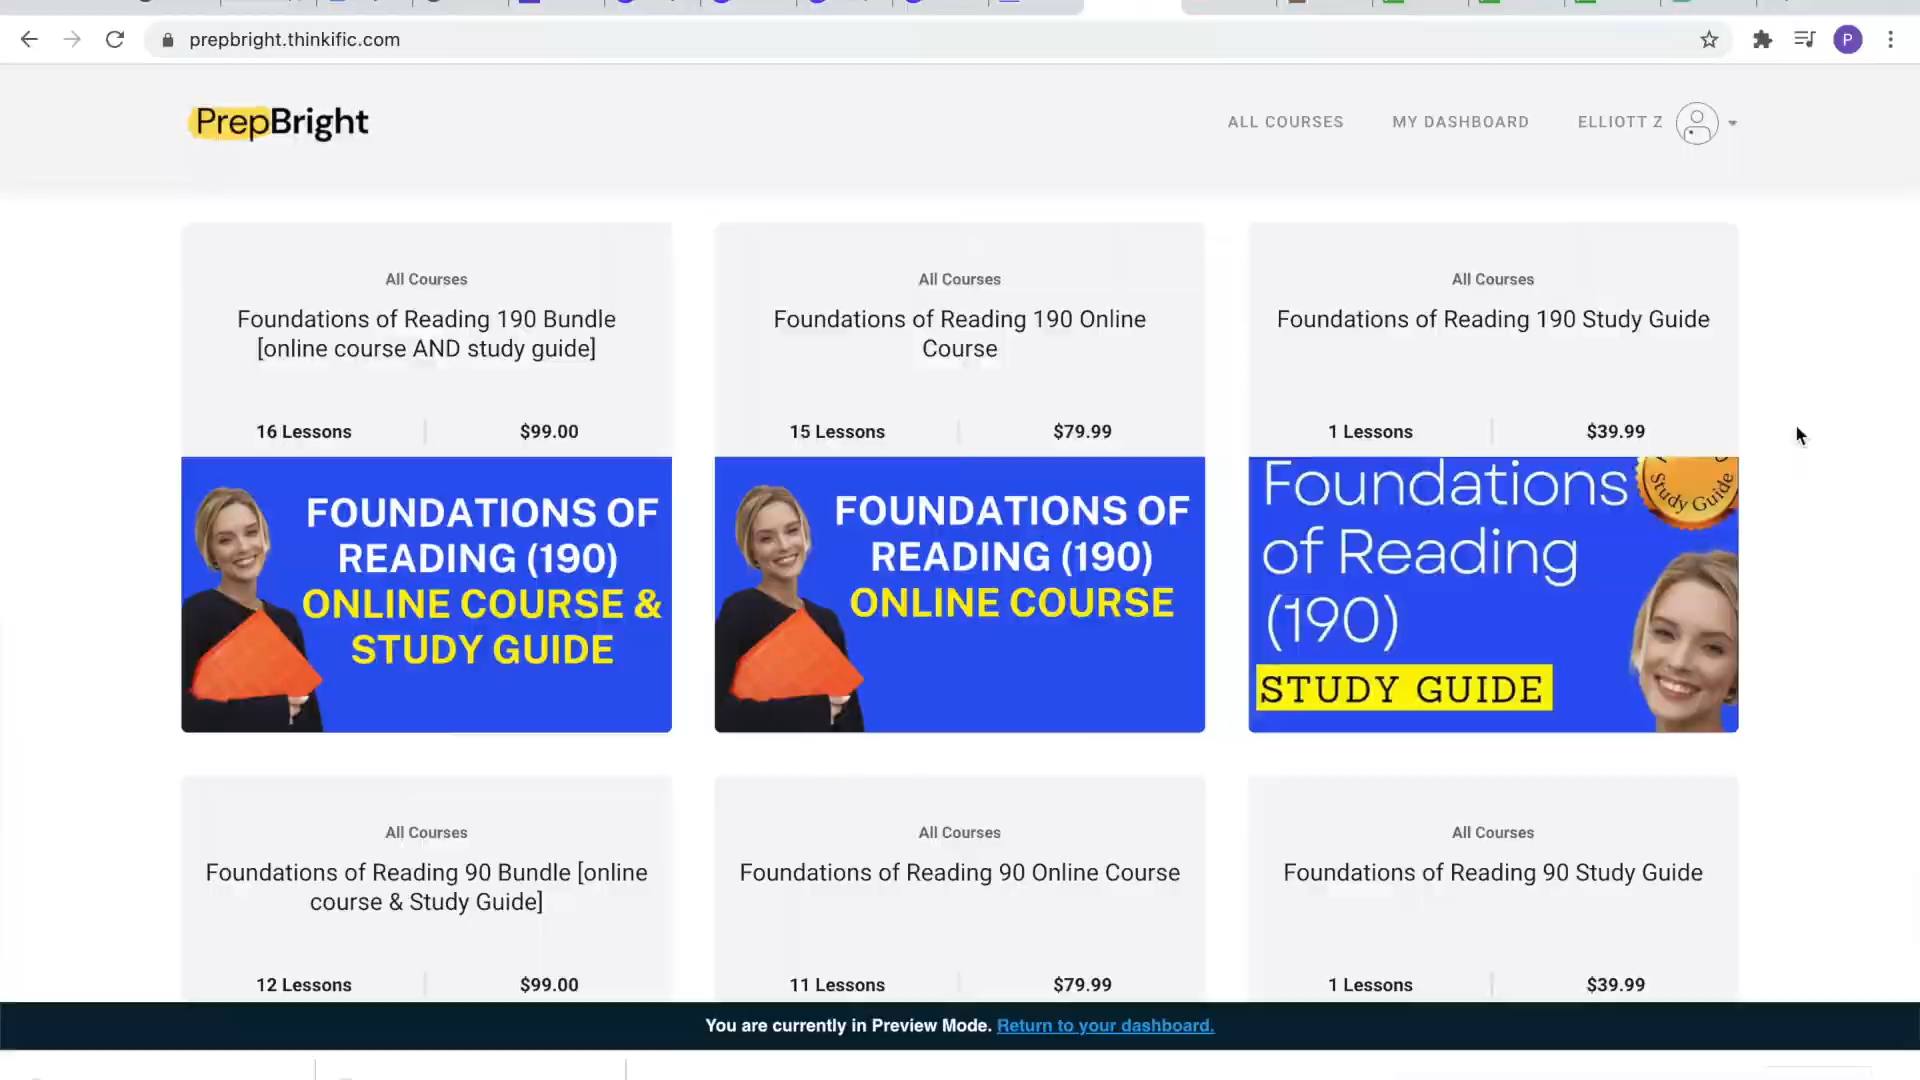 prepbright.thinkific.com
P
PrepBright
ALL COURSES
MY DASHBOARD
ELLIOTT Z
All Courses
Foundations of Reading 190 Bundle
[online course AND study guide]
16 Lessons
$99.00
FOUNDATIONS OF
READING (190)
ONLINE COURSE &
STUDY GUIDE
All Courses
Foundations of Reading 190 Online
Course
15 Lessons
$79.99
FOUNDATIONS OF
READING (190)
ONLINE COURSE
All Courses
Foundations of Reading 190 Study Guide
1 Lessons
$39.99
Foundations
of Reading
(190)
STUDY GUIDE
Study Guide
All Courses
Foundations of Reading 90 Bundle [online
course & Study Guide]
12 Lessons
$99.00
All Courses
Foundations of Reading 90 Online Course
11 Lessons
$79.99
All Courses
Foundations of Reading 90 Study Guide
1 Lessons
$39.99
You are currently in Preview Mode. Return to your dashboard.